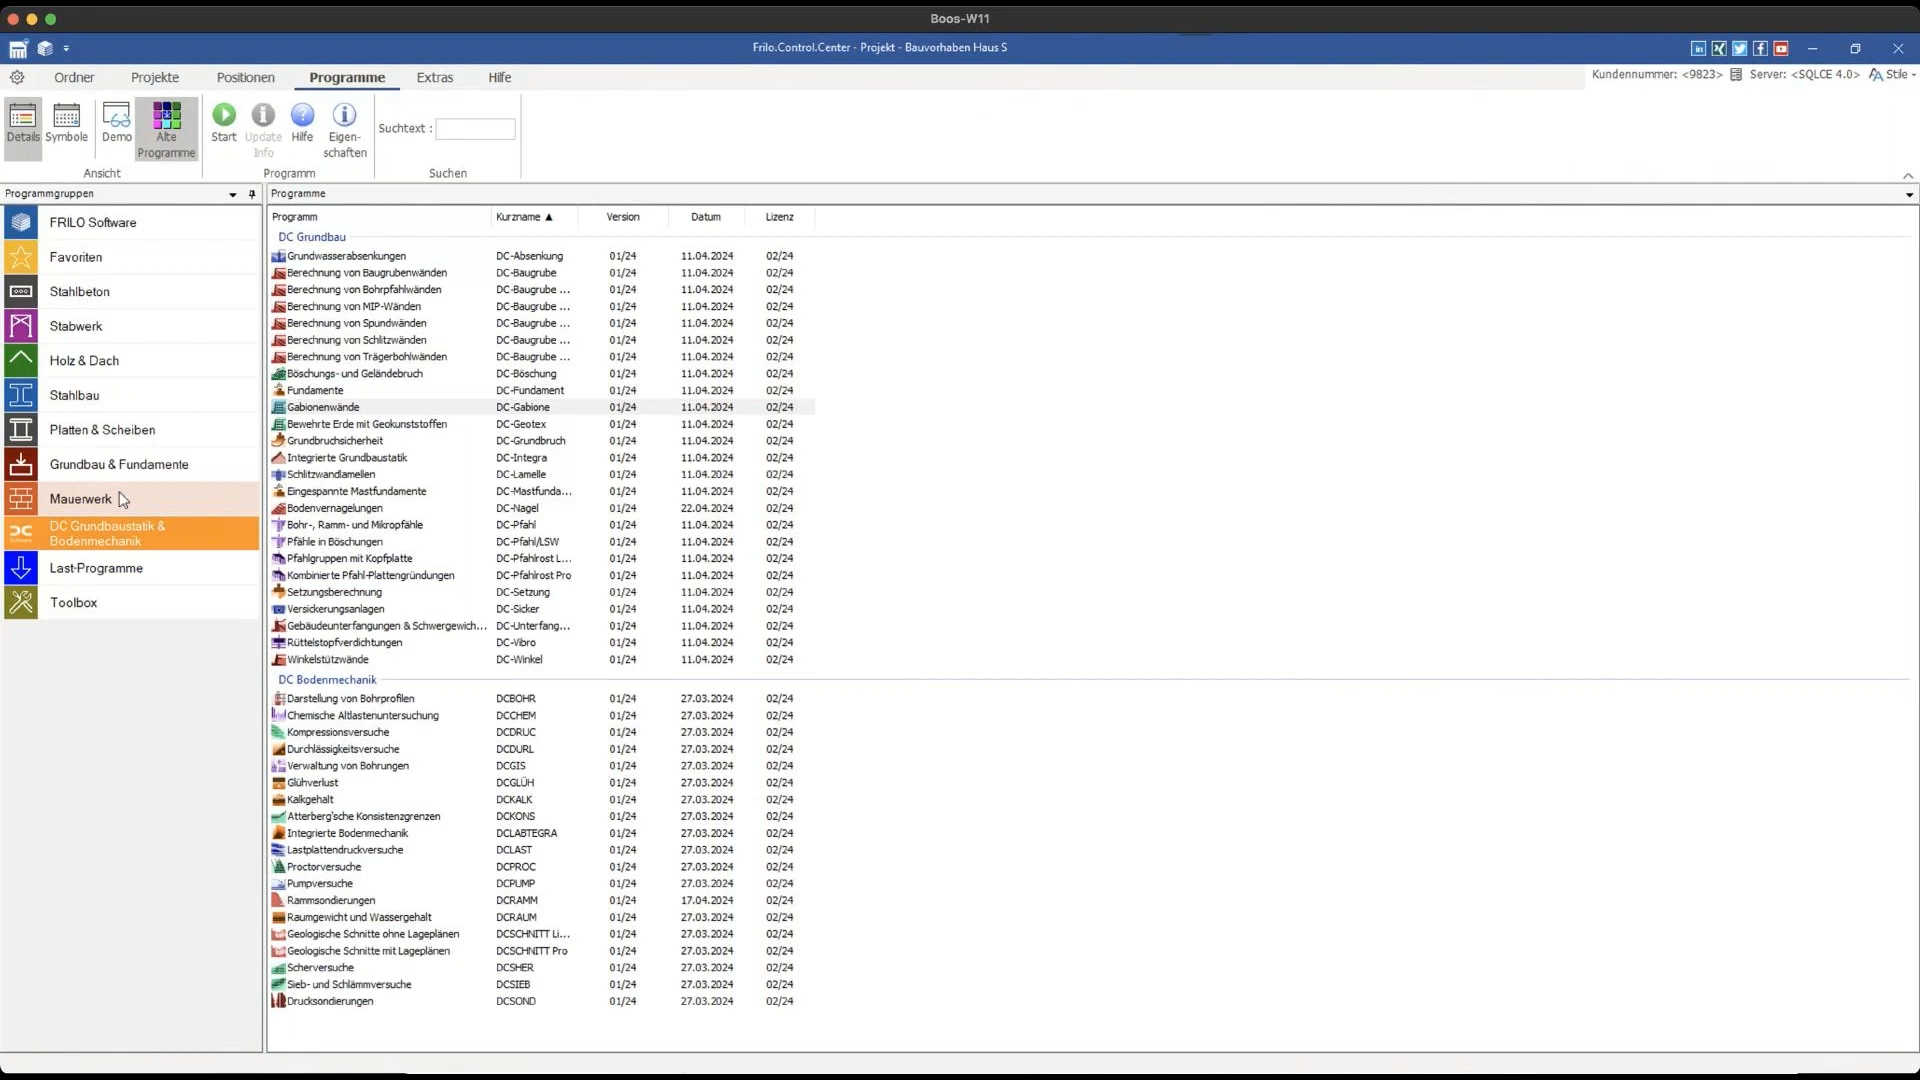 Boos-W11
Frilo.Control.Center - Projekt - Bauvorhaben Haus S
Ordner Projekte Positionen Programme Extras Hilfe
Kundennummer: <9823> Server: <SQLCE 4.0> Stile
Details Symbole Demo Alte Programme Start Update Info Hilfe Eigen-schaften Suchtext :
Ansicht Programm Suchen
Programmgruppen
FRILO Software
Favoriten
Stahlbeton
Stabwerk
Holz & Dach
Stahlbau
Platten & Scheiben
Grundbau & Fundamente
Mauerwerk
DC Grundbaustatik &
Bodenmechanik
Last-Programme
Toolbox
Programme
Programm Kurzname Version Datum Lizenz
DC Grundbau
Grundwasserabsenkungen DC-Absenkung 01/24 11.04.2024 02/24
Berechnung von Baugrubenwänden DC-Baugrube 01/24 11.04.2024 02/24
Berechnung von Bohrpfahlwänden DC-Baugrube ... 01/24 11.04.2024 02/24
Berechnung von MIP-Wänden DC-Baugrube ... 01/24 11.04.2024 02/24
Berechnung von Spundwänden DC-Baugrube ... 01/24 11.04.2024 02/24
Berechnung von Schlitzwänden DC-Baugrube ... 01/24 11.04.2024 02/24
Berechnung von Trägerbohlwänden DC-Baugrube ... 01/24 11.04.2024 02/24
Böschungs- und Geländebruch DC-Böschung 01/24 11.04.2024 02/24
Fundamente DC-Fundament 01/24 11.04.2024 02/24
Gabionenwände DC-Gabione 01/24 11.04.2024 02/24
Bewehrte Erde mit Geokunststoffen DC-Geotex 01/24 11.04.2024 02/24
Grundbruchsicherheit DC-Grundbruch 01/24 11.04.2024 02/24
Integrierte Grundbaustatik DC-Integra 01/24 11.04.2024 02/24
Schlitzwandlamellen DC-Lamelle 01/24 11.04.2024 02/24
Eingespannte Mastfundamente DC-Mastfunda... 01/24 11.04.2024 02/24
Bodenvernagelungen DC-Nagel 01/24 22.04.2024 02/24
Bohr-, Ramm- und Mikropfähle DC-Pfahl 01/24 11.04.2024 02/24
Pfähle in Böschungen DC-Pfahl/LSW 01/24 11.04.2024 02/24
Pfahlgruppen mit Kopfplatte DC-Pfahlrost L... 01/24 11.04.2024 02/24
Kombinierte Pfahl-Plattengründungen DC-Pfahlrost Pro 01/24 11.04.2024 02/24
Setzungsberechnung DC-Setzung 01/24 11.04.2024 02/24
Versickerungsanlagen DC-Sicker 01/24 11.04.2024 02/24
Gebäudeunterfangungen & Schwergewich... DC-Unterfang... 01/24 11.04.2024 02/24
Rüttelstopfverdichtungen DC-Vibro 01/24 11.04.2024 02/24
Winkelstützwände DC-Winkel 01/24 11.04.2024 02/24
DC Bodenmechanik
Darstellung von Bohrprofilen DCBOHR 01/24 27.03.2024 02/24
Chemische Altlastenuntersuchung DCCHEM 01/24 27.03.2024 02/24
Kompressionsversuche DCDRUC 01/24 27.03.2024 02/24
Durchlässigkeitsversuche DCDURL 01/24 27.03.2024 02/24
Verwaltung von Bohrungen DCGIS 01/24 27.03.2024 02/24
Glühverlust DCGLÜH 01/24 27.03.2024 02/24
Kalkgehalt DCKALK 01/24 27.03.2024 02/24
Atterberg'sche Konsistenzgrenzen DCKONS 01/24 27.03.2024 02/24
Integrierte Bodenmechanik DCLABTEGRA 01/24 27.03.2024 02/24
Lastplattendruckversuche DCLAST 01/24 27.03.2024 02/24
Proctorversuche DCPROC 01/24 27.03.2024 02/24
Pumpversuche DCPUMP 01/24 27.03.2024 02/24
Rammsondierungen DCRAMM 01/24 17.04.2024 02/24
Raumgewicht und Wassergehalt DCRAUM 01/24 27.03.2024 02/24
Geologische Schnitte ohne Lageplänen DCSCHNITT Li... 01/24 27.03.2024 02/24
Geologische Schnitte mit Lageplänen DCSCHNITT Pro 01/24 27.03.2024 02/24
Scherversuche DCSHER 01/24 27.03.2024 02/24
Sieb- und Schlämmversuche DCSIEB 01/24 27.03.2024 02/24
Drucksondierungen DCSOND 01/24 27.03.2024 02/24